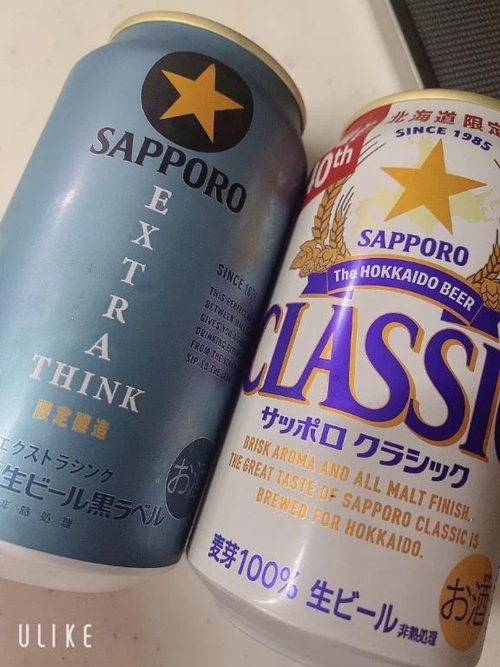 SAPPORO
EXTRA
THINK
SINCE
THIS PERFECT
BETWEEN
GIVES YOU
DRINKING
FROM THE
SIP TO THE
限定醸造
エクストラシンク
生ビール黒ラベル
非熱処理
お酒
北海道限定
SINCE 1985
0th
SAPPORO
The HOKKAIDO BEER
CLASSI
サッポロ クラシック
BRISK AROMA AND ALL MALT FINISH.
THE GREAT TASTE OF SAPPORO CLASSIC IS
BREWED FOR HOKKAIDO.
麦芽100% 生ビール 非熱処理
お酒
ULIKE